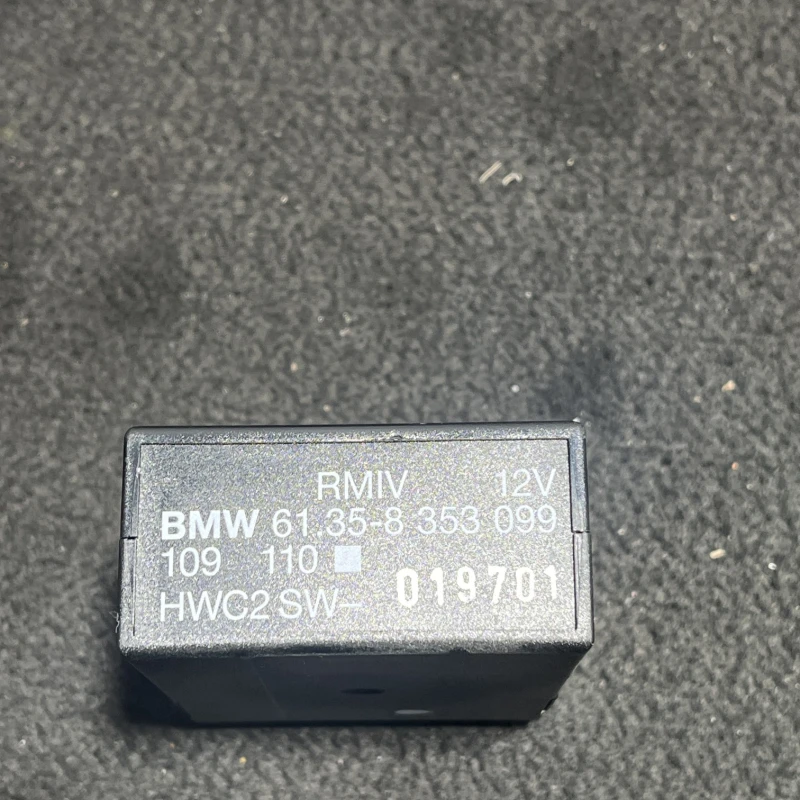 RMIV 12V
BMW 61.35-8 353 099
109 110
HWC2 SW- 019701